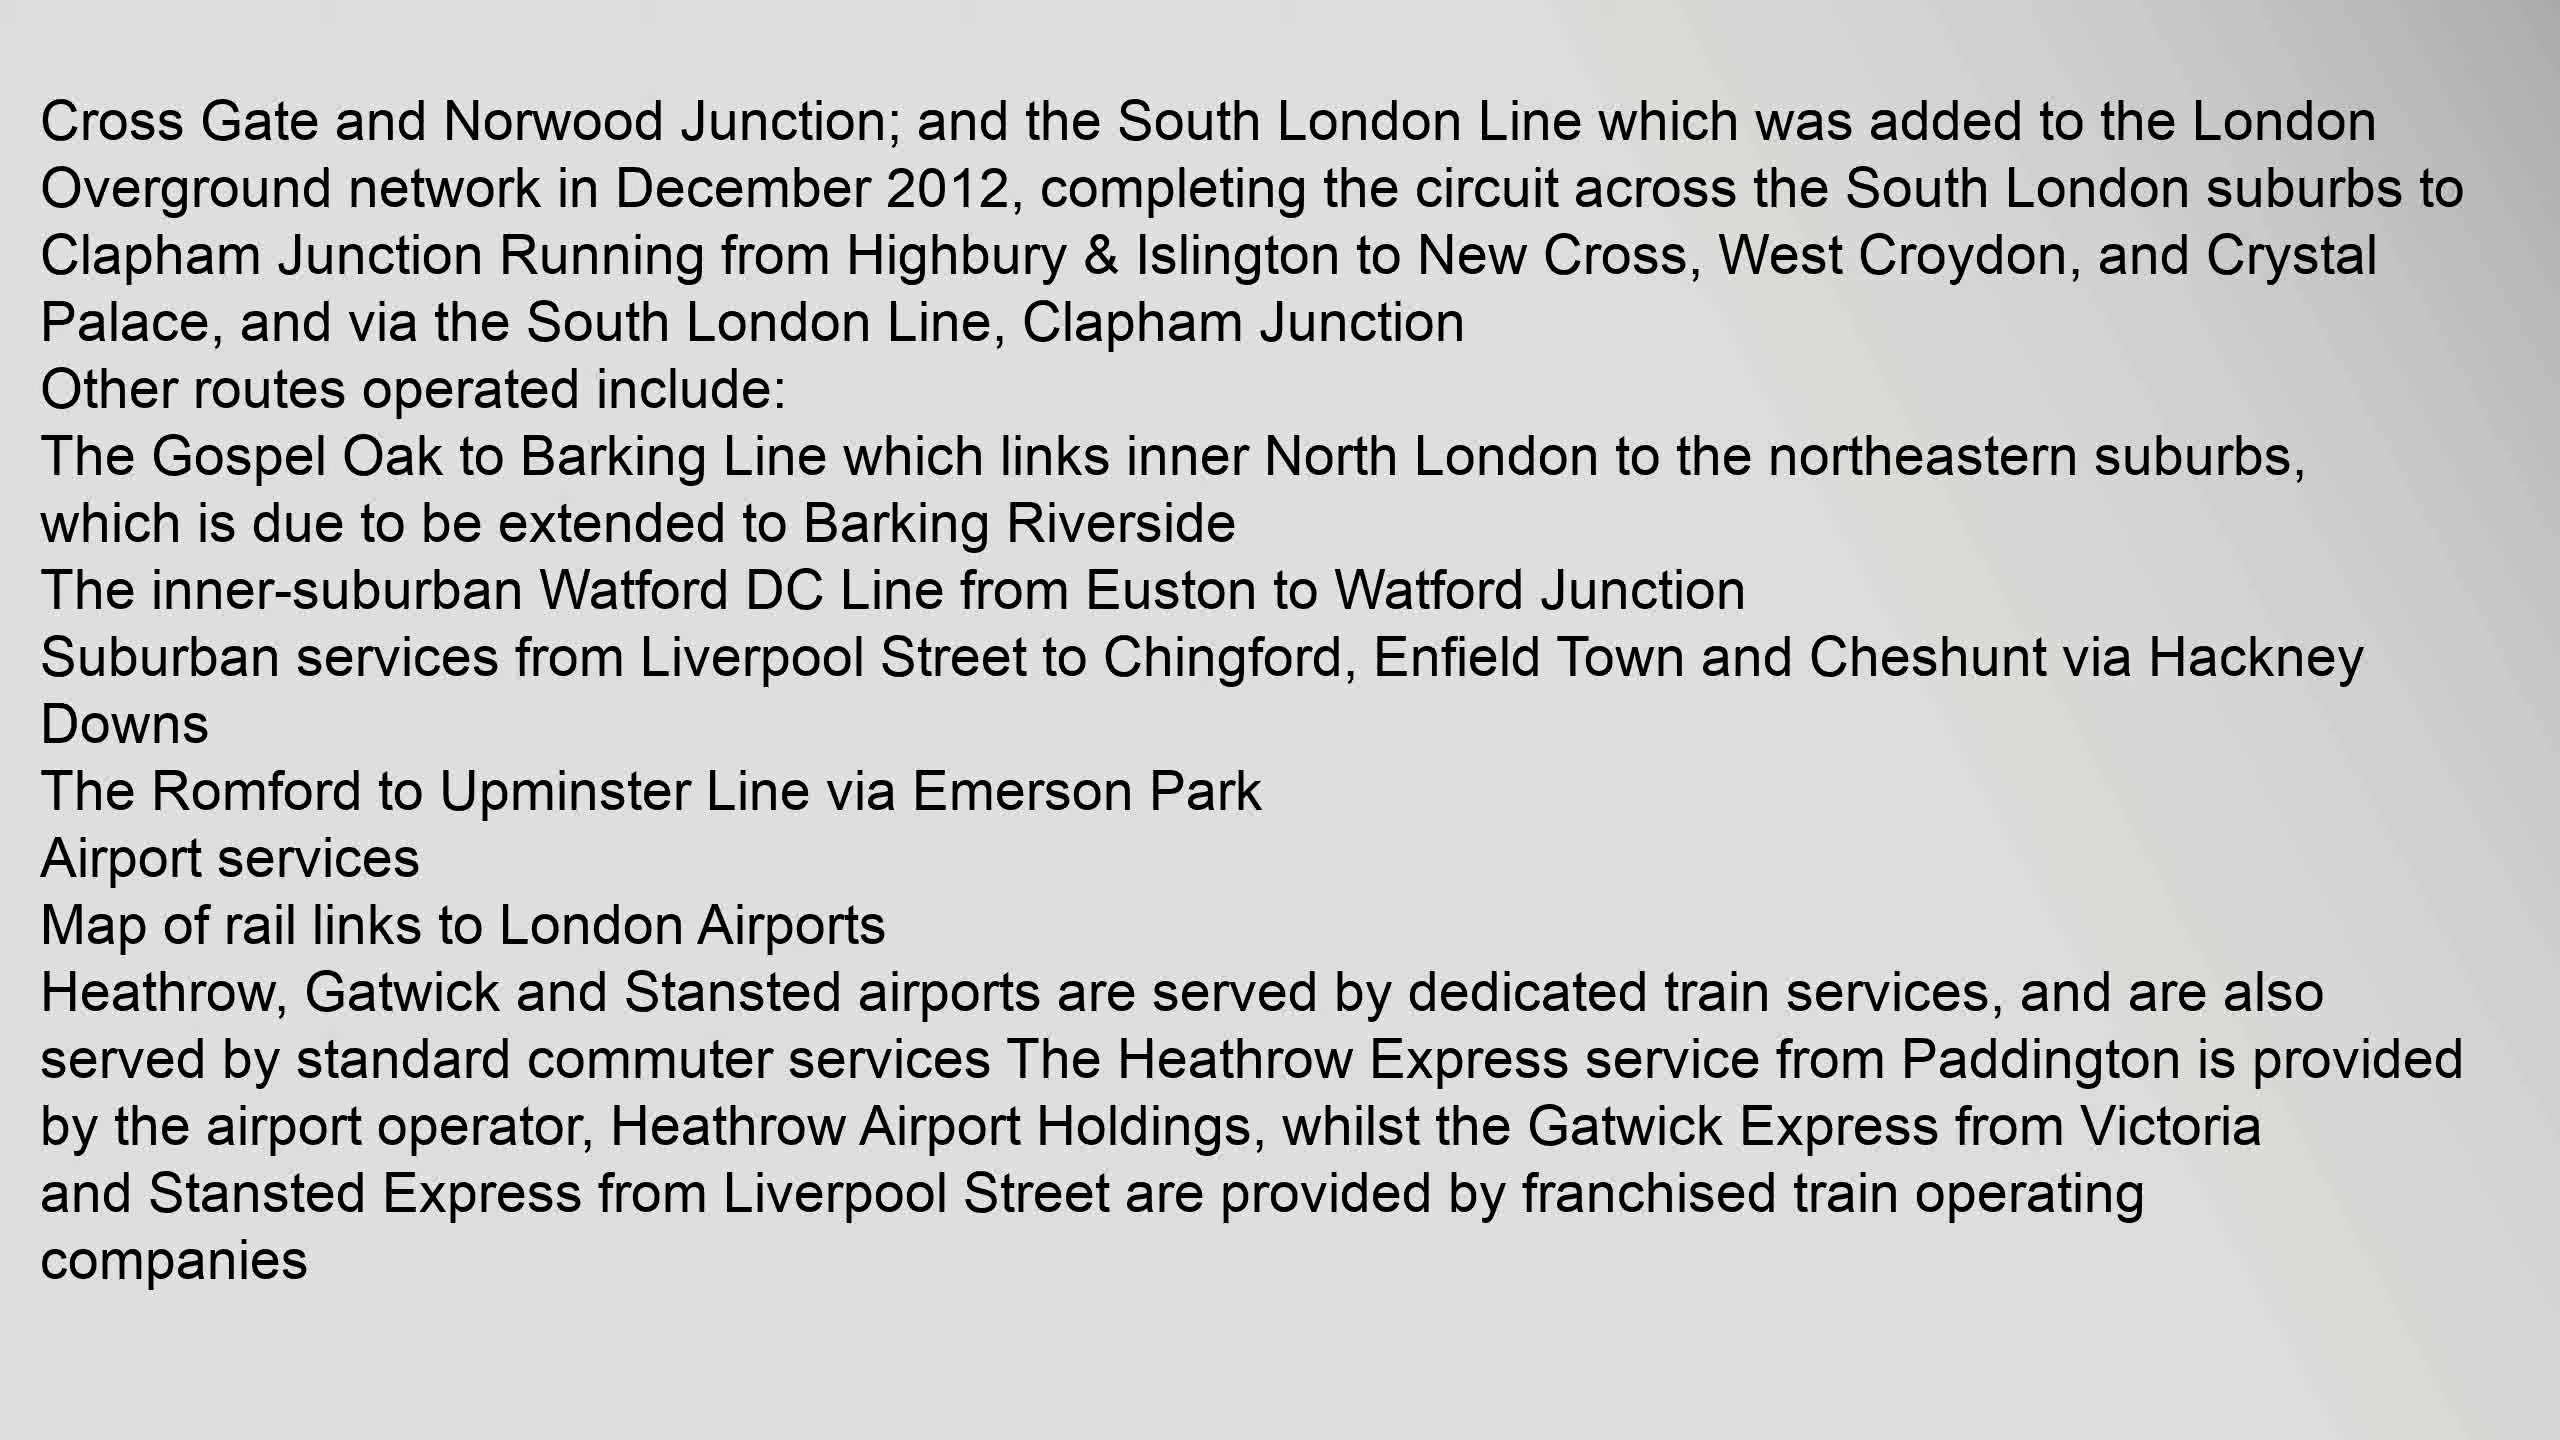 Cross Gate and Norwood Junction; and the South London Line which was added to the London
Overground network in December 2012, completing the circuit across the South London suburbs to
Clapham Junction Running from Highbury & Islington to New Cross, West Croydon, and Crystal
Palace, and via the South London Line, Clapham Junction
Other routes operated include:
The Gospel Oak to Barking Line which links inner North London to the northeastern suburbs,
which is due to be extended to Barking Riverside
The inner-suburban Watford DC Line from Euston to Watford Junction
Suburban services from Liverpool Street to Chingford, Enfield Town and Cheshunt via Hackney
Downs
The Romford to Upminster Line via Emerson Park
Airport services
Map of rail links to London Airports
Heathrow, Gatwick and Stansted airports are served by dedicated train services, and are also
served by standard commuter services The Heathrow Express service from Paddington is provided
by the airport operator, Heathrow Airport Holdings, whilst the Gatwick Express from Victoria
and Stansted Express from Liverpool Street are provided by franchised train operating
companies